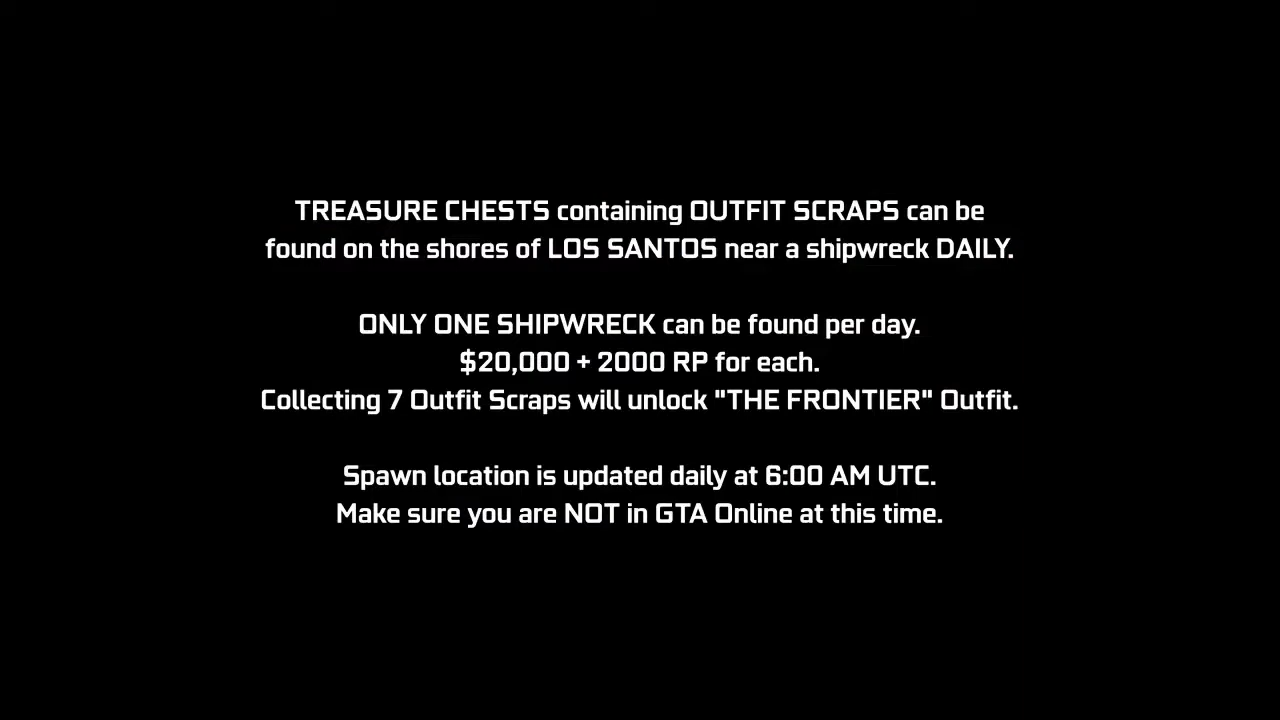 TREASURE CHESTS containing OUTFIT SCRAPS can be
found on the shores of LOS SANTOS near a shipwreck DAILY.
ONLY ONE SHIPWRECK can be found per day.
$20,000 + 2000 RP for each.
Collecting 7 Outfit Scraps will unlock "THE FRONTIER" Outfit.
Spawn location is updated daily at 6:00 AM UTC.
Make sure you are NOT in GTA Online at this time.